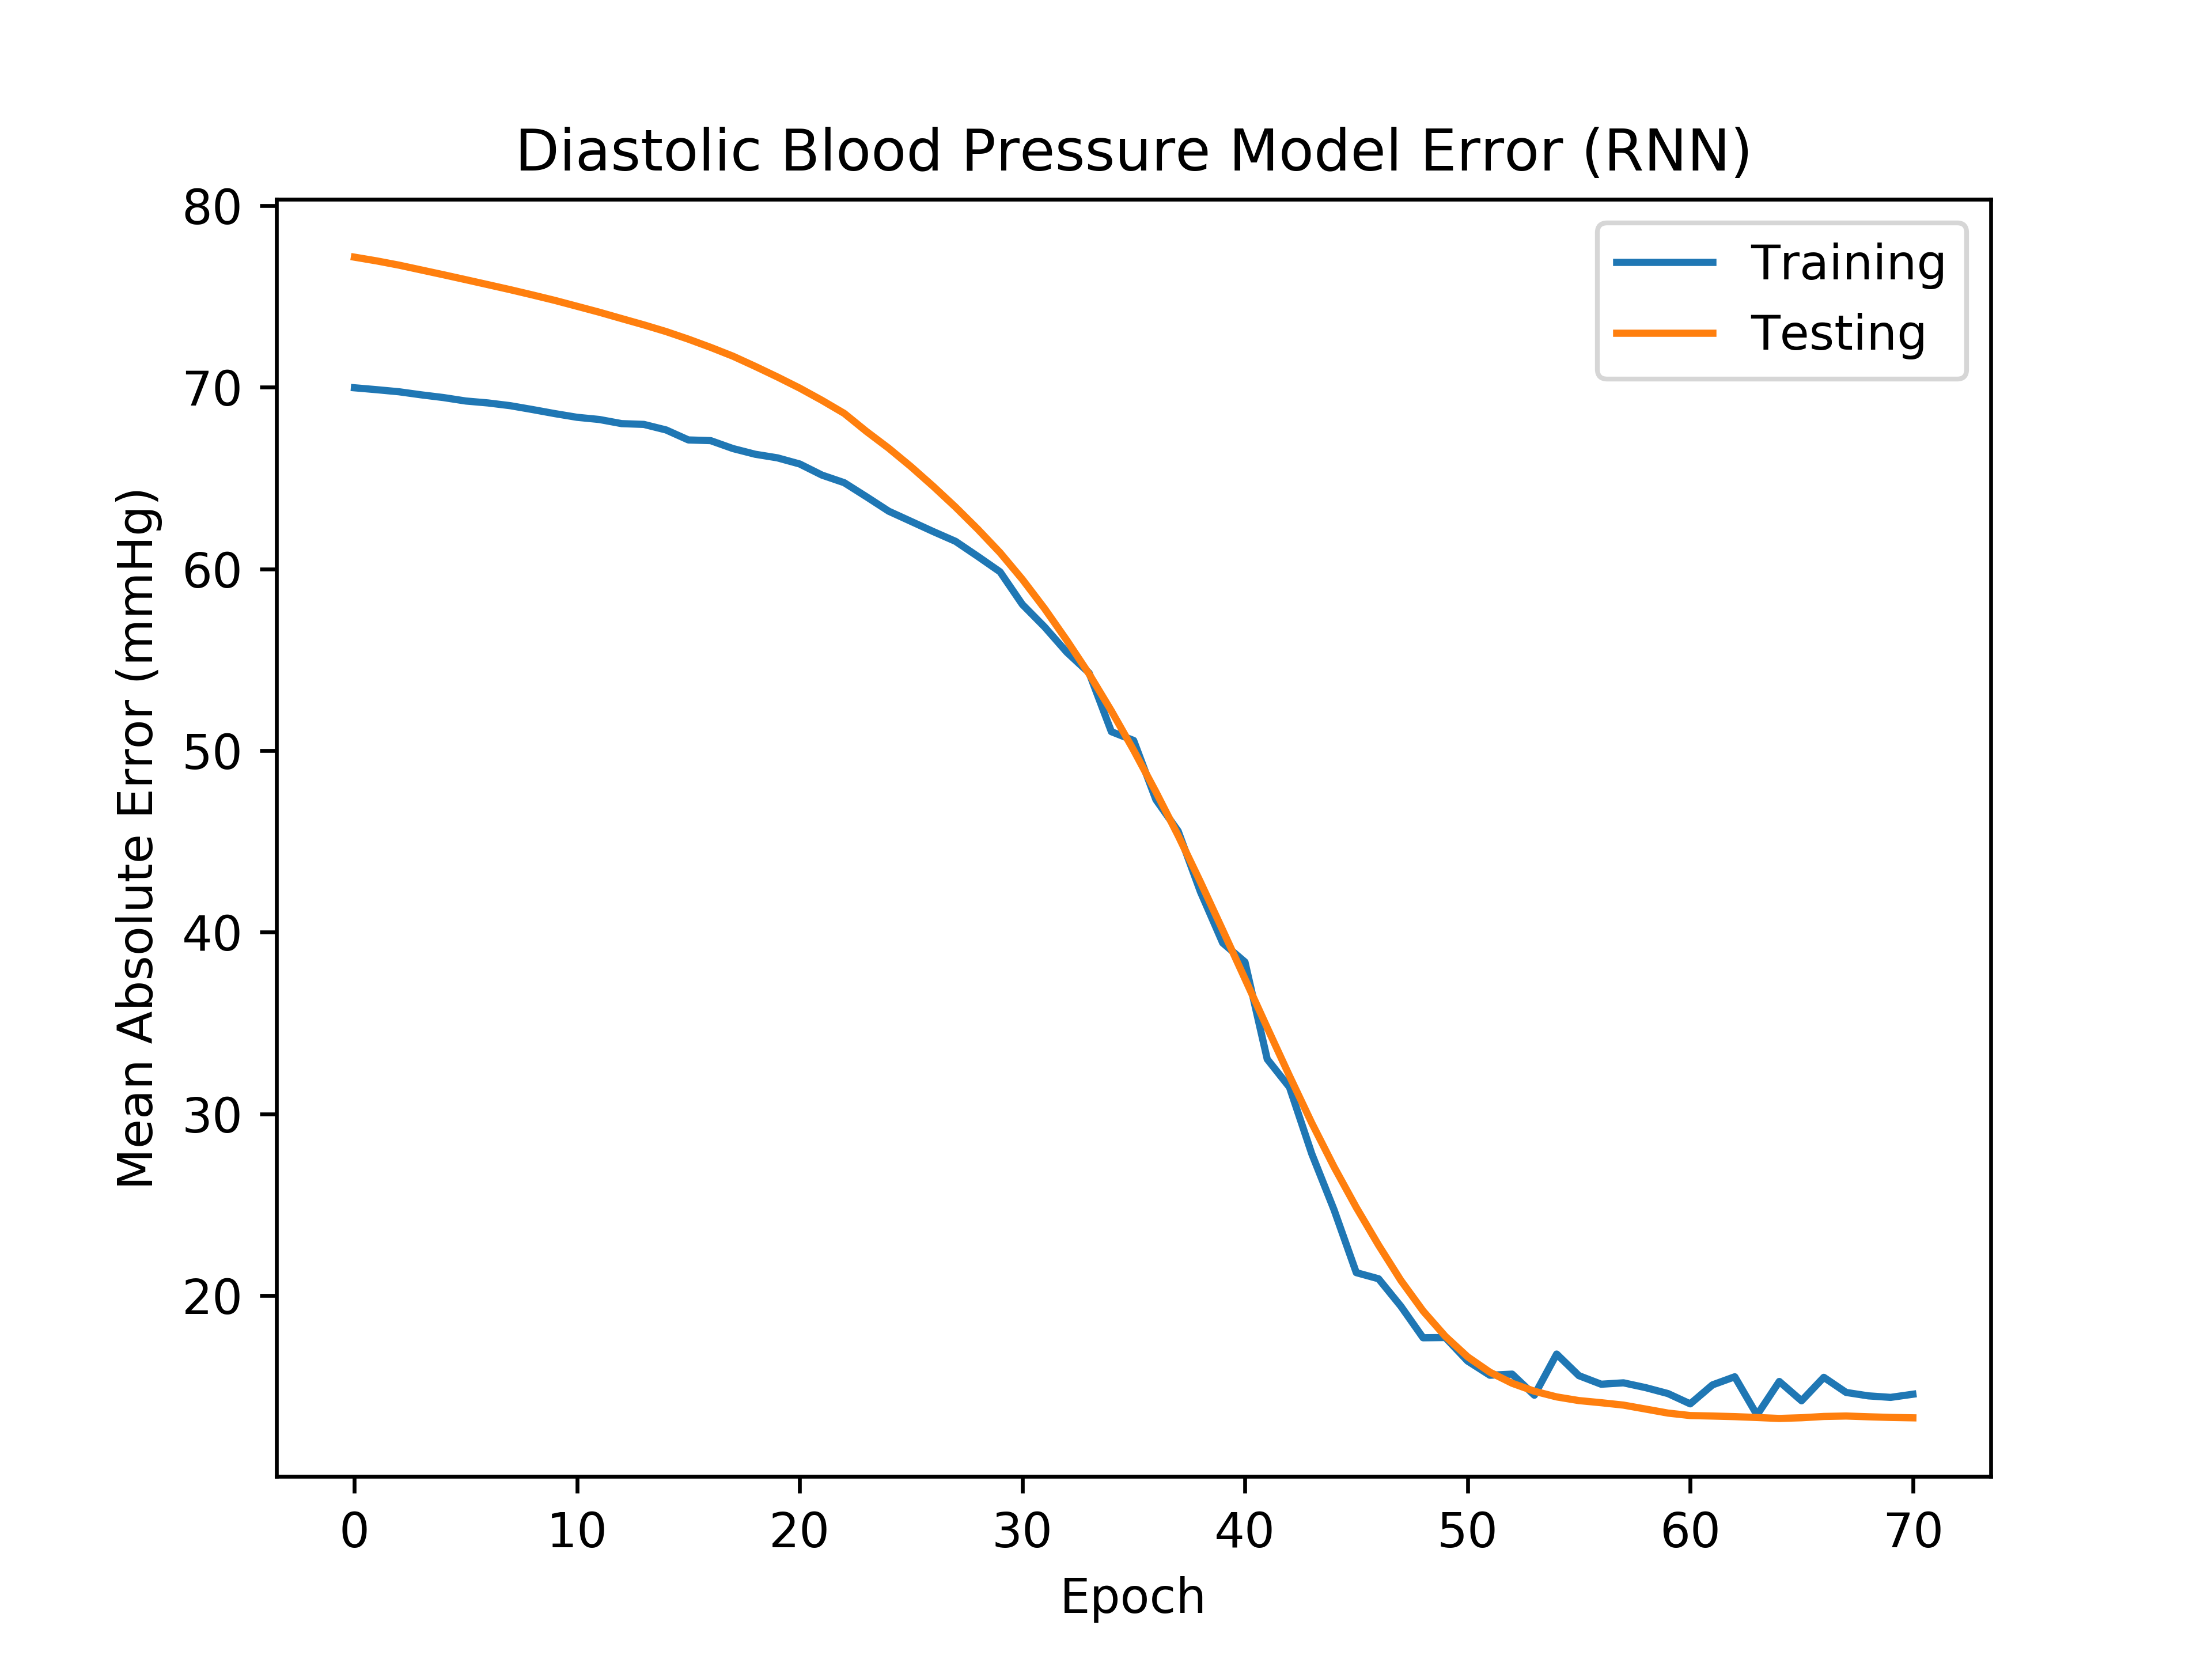 Diastolic Blood Pressure Model Error (RNN)
80
70
60
50
40
30
20
Mean Absolute Error (mmHg)
Training
Testing
0 10 20 30 40 50 60 70
Epoch